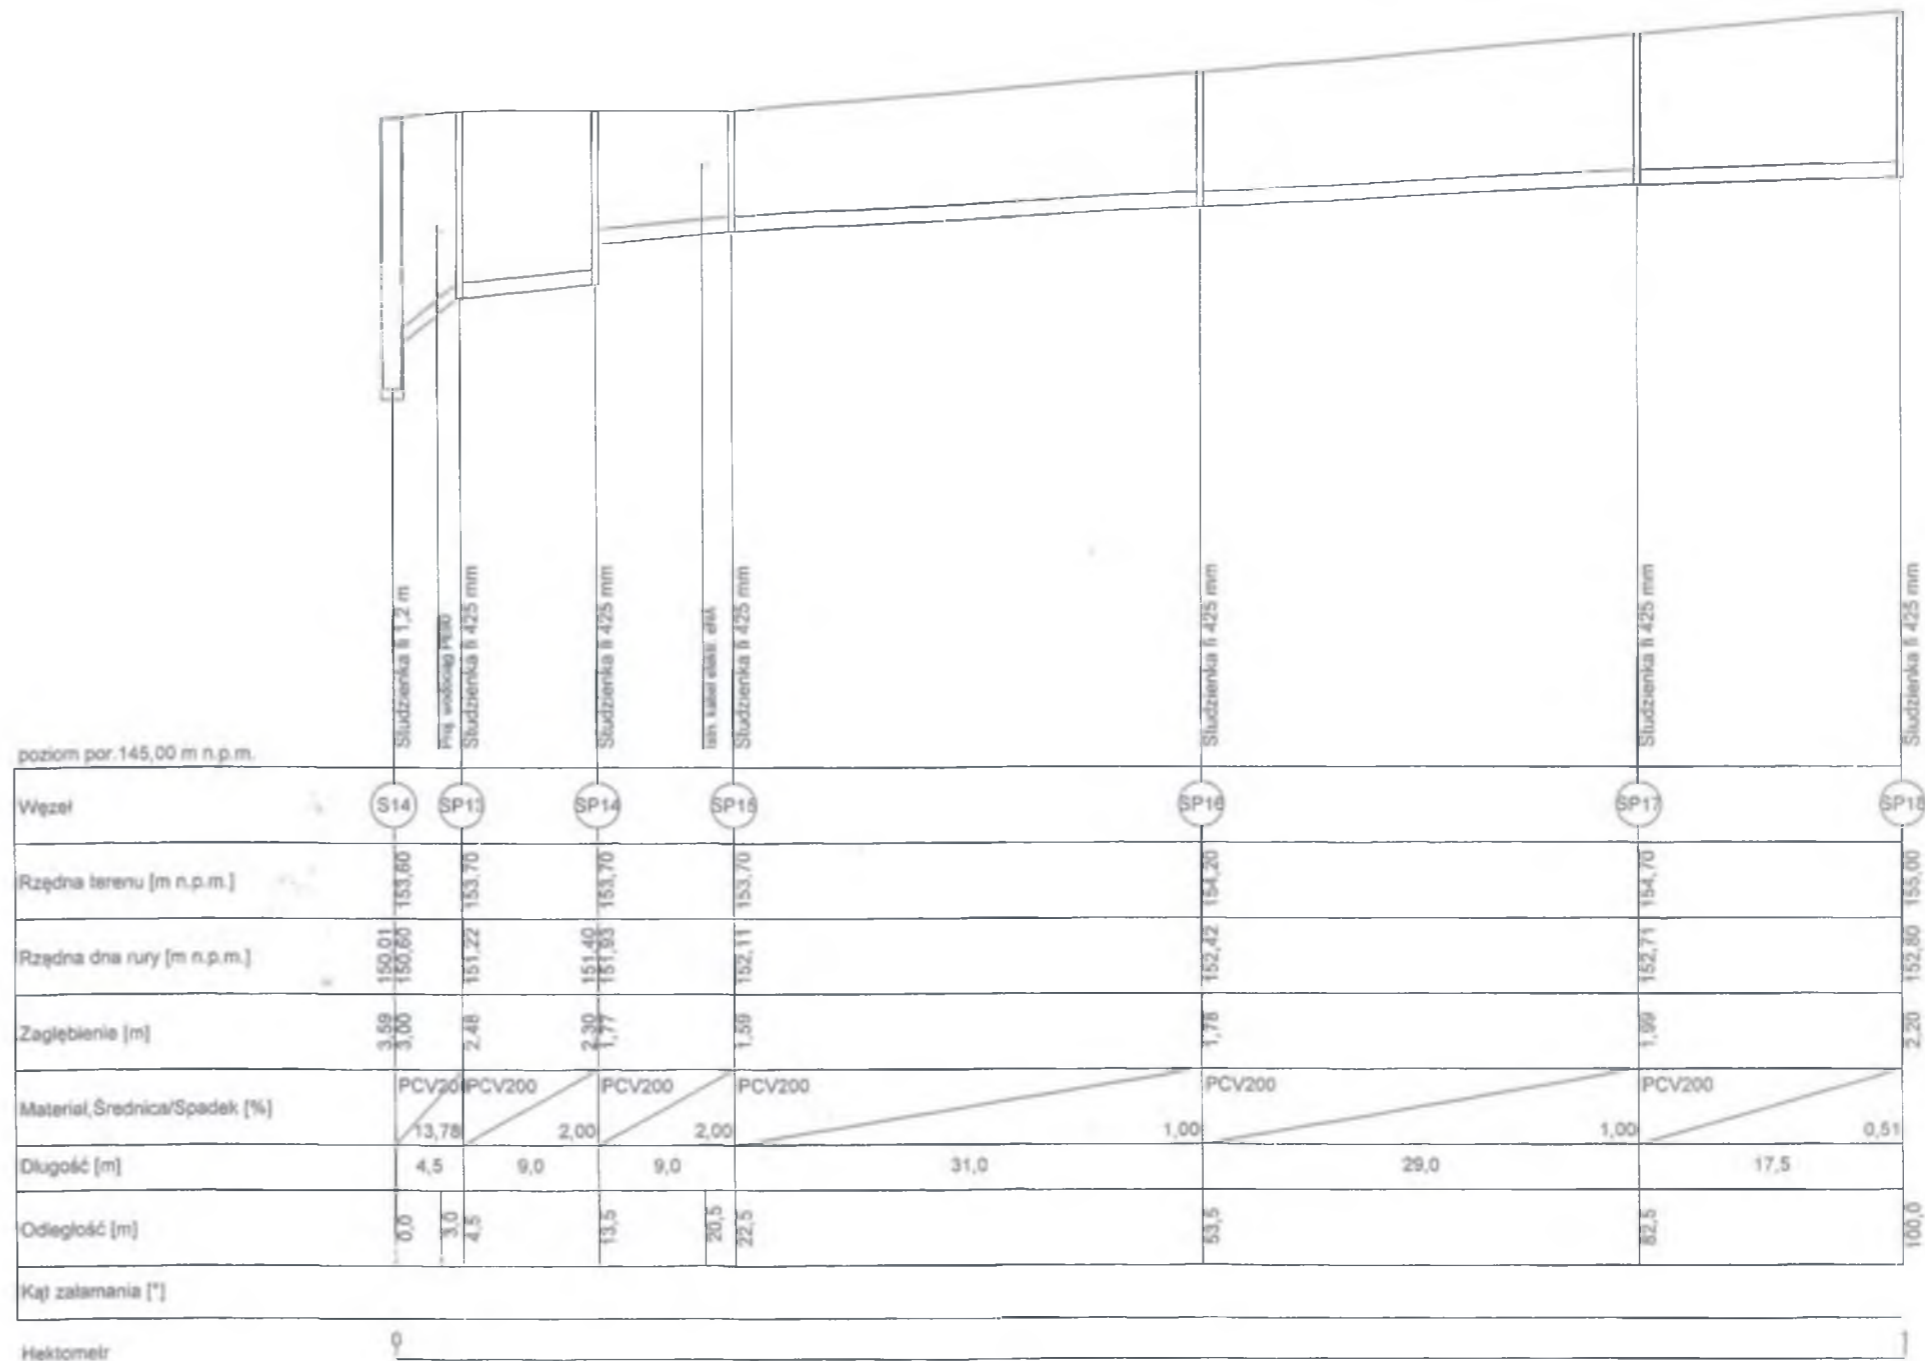 Studzienka fi 1,2 m
Proj. wodociąg PE90
Studzienka fi 425 mm
Studzienka fi 425 mm
Istn. kabel elektr. eNA
Studzienka fi 425 mm
Studzienka fi 425 mm
Studzienka fi 425 mm
Studzienka fi 425 mm
poziom por.145,00 m n.p.m.
Węzeł S14 SP13 SP14 SP15 SP16 SP17 SP18
Rzędna terenu [m n.p.m.] 153,60 153,70 153,70 153,70 154,20 154,70 155,00
Rzędna dna rury [m n.p.m.] 150,01 150,60 151,22 151,40 151,93 152,11 152,42 152,71 152,80
Zagłębienie [m] 3,59 3,00 2,48 2,30 1,77 1,59 1,78 1,99 2,20
Materiał,Średnica/Spadek [%] PCV200 PCV200 PCV200 PCV200 PCV200 PCV200
13,78 2,00 2,00 1,00 1,00 0,51
Długość [m] 4,5 9,0 9,0 31,0 29,0 17,5
Odległość [m] 0,0 3,0 4,5 13,5 20,5 22,5 53,5 82,5 100,0
Kąt załamania [°]
Hektometr 0 1